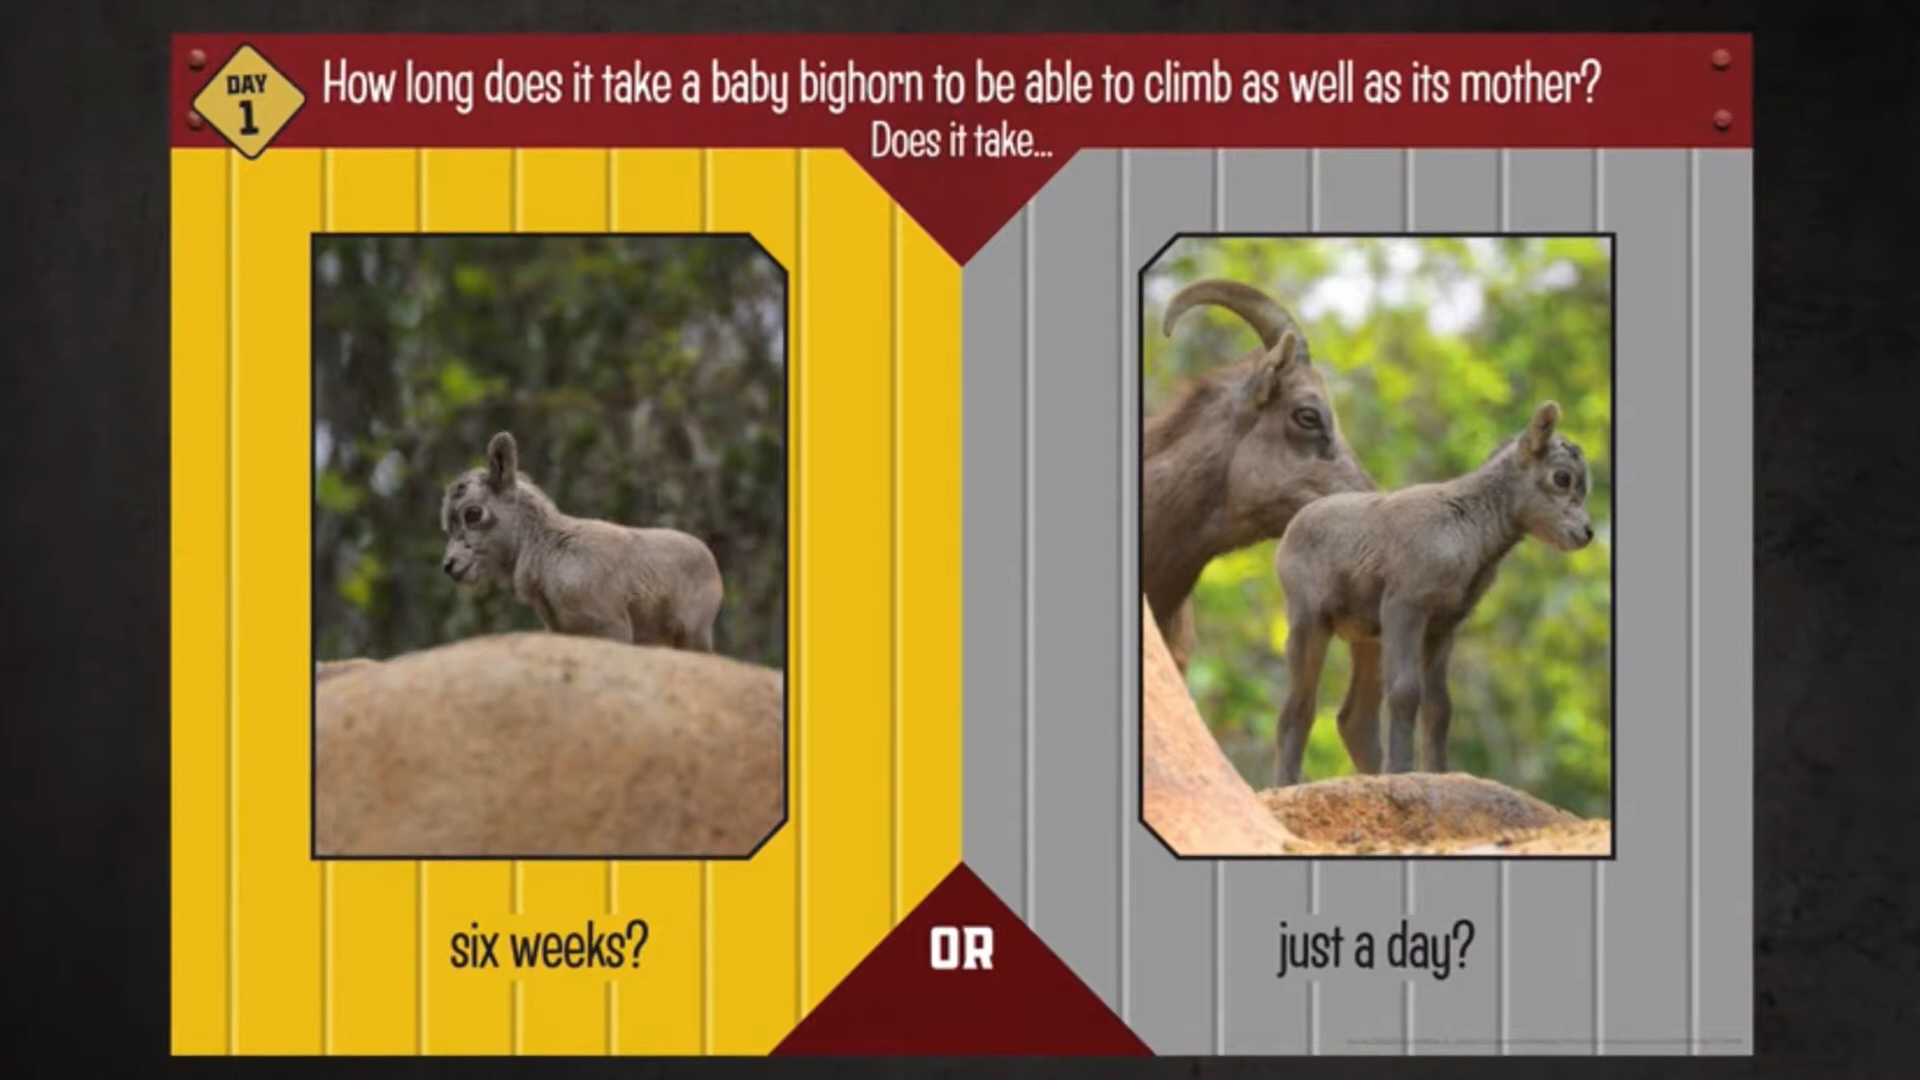 DAY
1
How long does it take a baby bighorn to be able to climb as well as its mother?
Does it take...
six weeks?
OR
just a day?